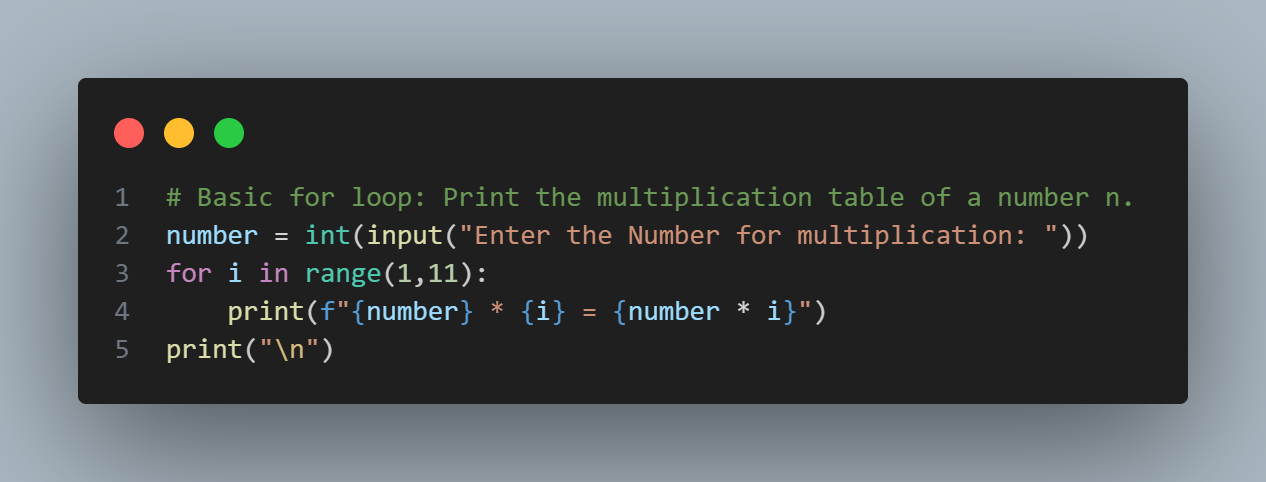 1 # Basic for loop: Print the multiplication table of a number n.
2 number = int(input("Enter the Number for multiplication: "))
3 for i in range(1,11):
4     print(f"{number} * {i} = {number * i}")
5 print("\n")